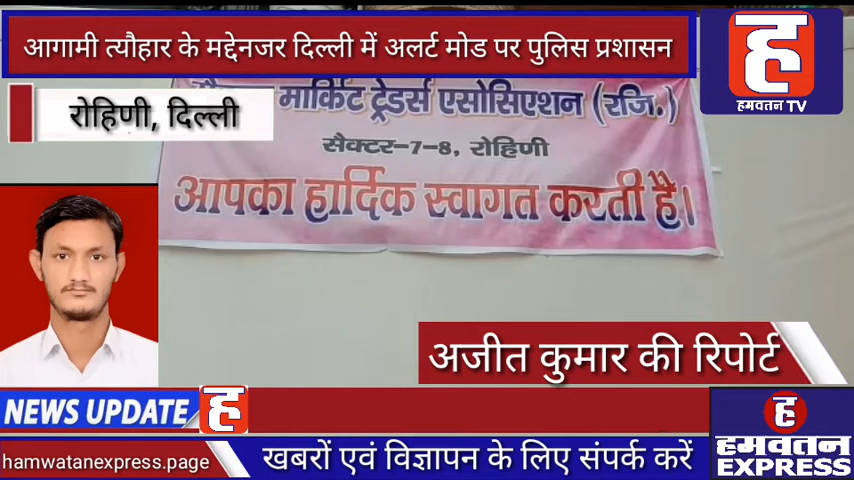 आगामी त्यौहार के मद्देनजर दिल्ली में अलर्ट मोड पर पुलिस प्रशासन
ह
हमवतन TV
रोहिणी, दिल्ली
मार्किट ट्रेडर्स एसोसिएशन (रजि.)
सैक्टर-7-8, रोहिणी
आपका हार्दिक स्वागत करती है।
अजीत कुमार की रिपोर्ट
NEWS UPDATE
ह
ह
हमवतन
EXPRESS
hamwatanexpress.page
खबरों एवं विज्ञापन के लिए संपर्क करें